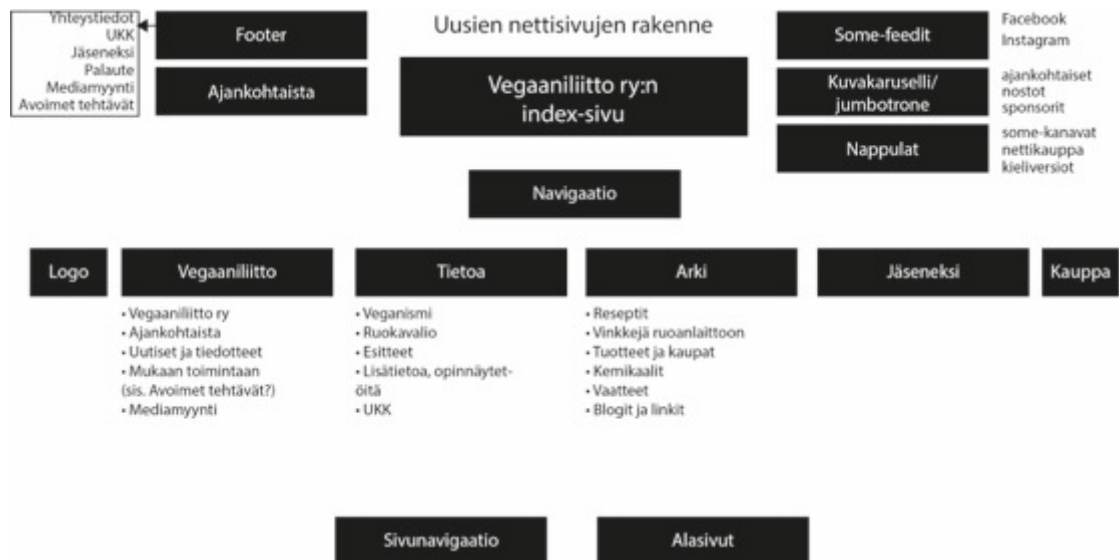 Uusien nettisivujen rakenne
Yhteystiedot
UKK
Jäseneksi
Palaute
Mediamyynti
Avoimet tehtävät
Footer
Ajankohtaista
Vegaaniliitto ry:n
index-sivu
Some-feedit
Facebook
Instagram
Kuvakaruselli/
jumbotrone
ajankohtaiset
nostot
sponsorit
Nappulat
some-kanavat
nettikauppa
kieliversiot
Navigaatio
Logo
Vegaaniliitto
• Vegaaniliitto ry
• Ajankohtaista
• Uutiset ja tiedotteet
• Mukaan toimintaan
(sis. Avoimet tehtävät?)
• Mediamyynti
Tietoa
• Veganismi
• Ruokavalio
• Esitteet
• Lisätietoa, opinnäytet-
öitä
• UKK
Arki
• Reseptit
• Vinkkejä ruoanlaittoon
• Tuotteet ja kaupat
• Kemikaalit
• Vaatteet
• Blogit ja linkit
Jäseneksi
Kauppa
Sivunavigaatio
Alasivut